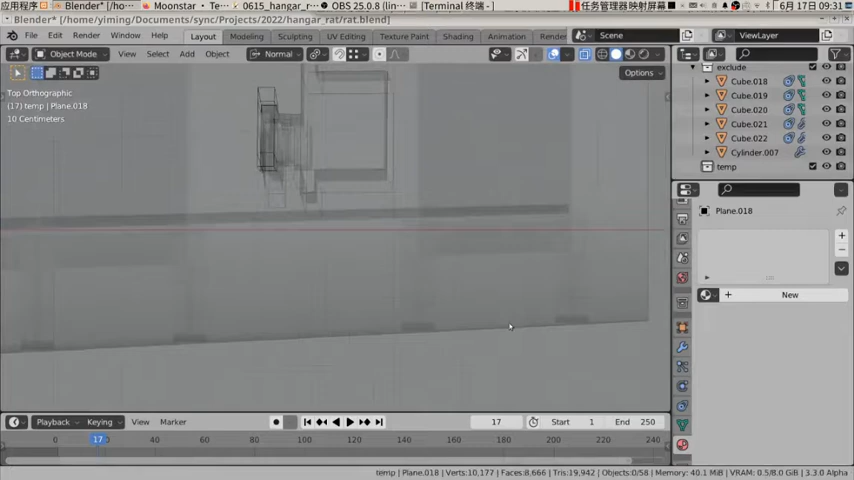 应用程序 Blender* [/ho... Moonstar - Te... 0615_hangar_r... OBS 25.0.8 (lin... [Terminal 终端 - ... 任务管理器映射屏幕 6月17日 09:31
Blender* [/home/yiming/Documents/sync/Projects/2022/hangar_rat/rat.blend]
File Edit Render Window Help Layout Modeling Sculpting UV Editing Texture Paint Shading Animation Render Scene ViewLayer
Object Mode View Select Add Object Normal
Options
Top Orthographic
(17) temp | Plane.018
10 Centimeters
exclude
Cube.018
Cube.019
Cube.020
Cube.021
Cube.022
Cylinder.007
temp
Plane.018
New
Playback Keying View Marker 17 Start 1 End 250
0 17 40 60 80 100 120 140 160 180 200 220 240
temp | Plane.018 | Verts:10,177 | Faces:8,666 | Tris:19,942 | Objects:0/58 | Memory: 40.1 MiB | VRAM: 0.5/8.0 GiB | 3.3.0 Alpha